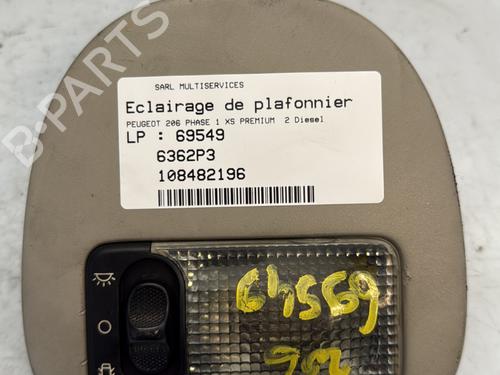 B-PARTS
SARL MULTISERVICES
Eclairage de plafonnier
PEUGEOT 206 PHASE 1 XS PREMIUM 2 Diesel
LP : 69549
6362P3
108482196
69549
206